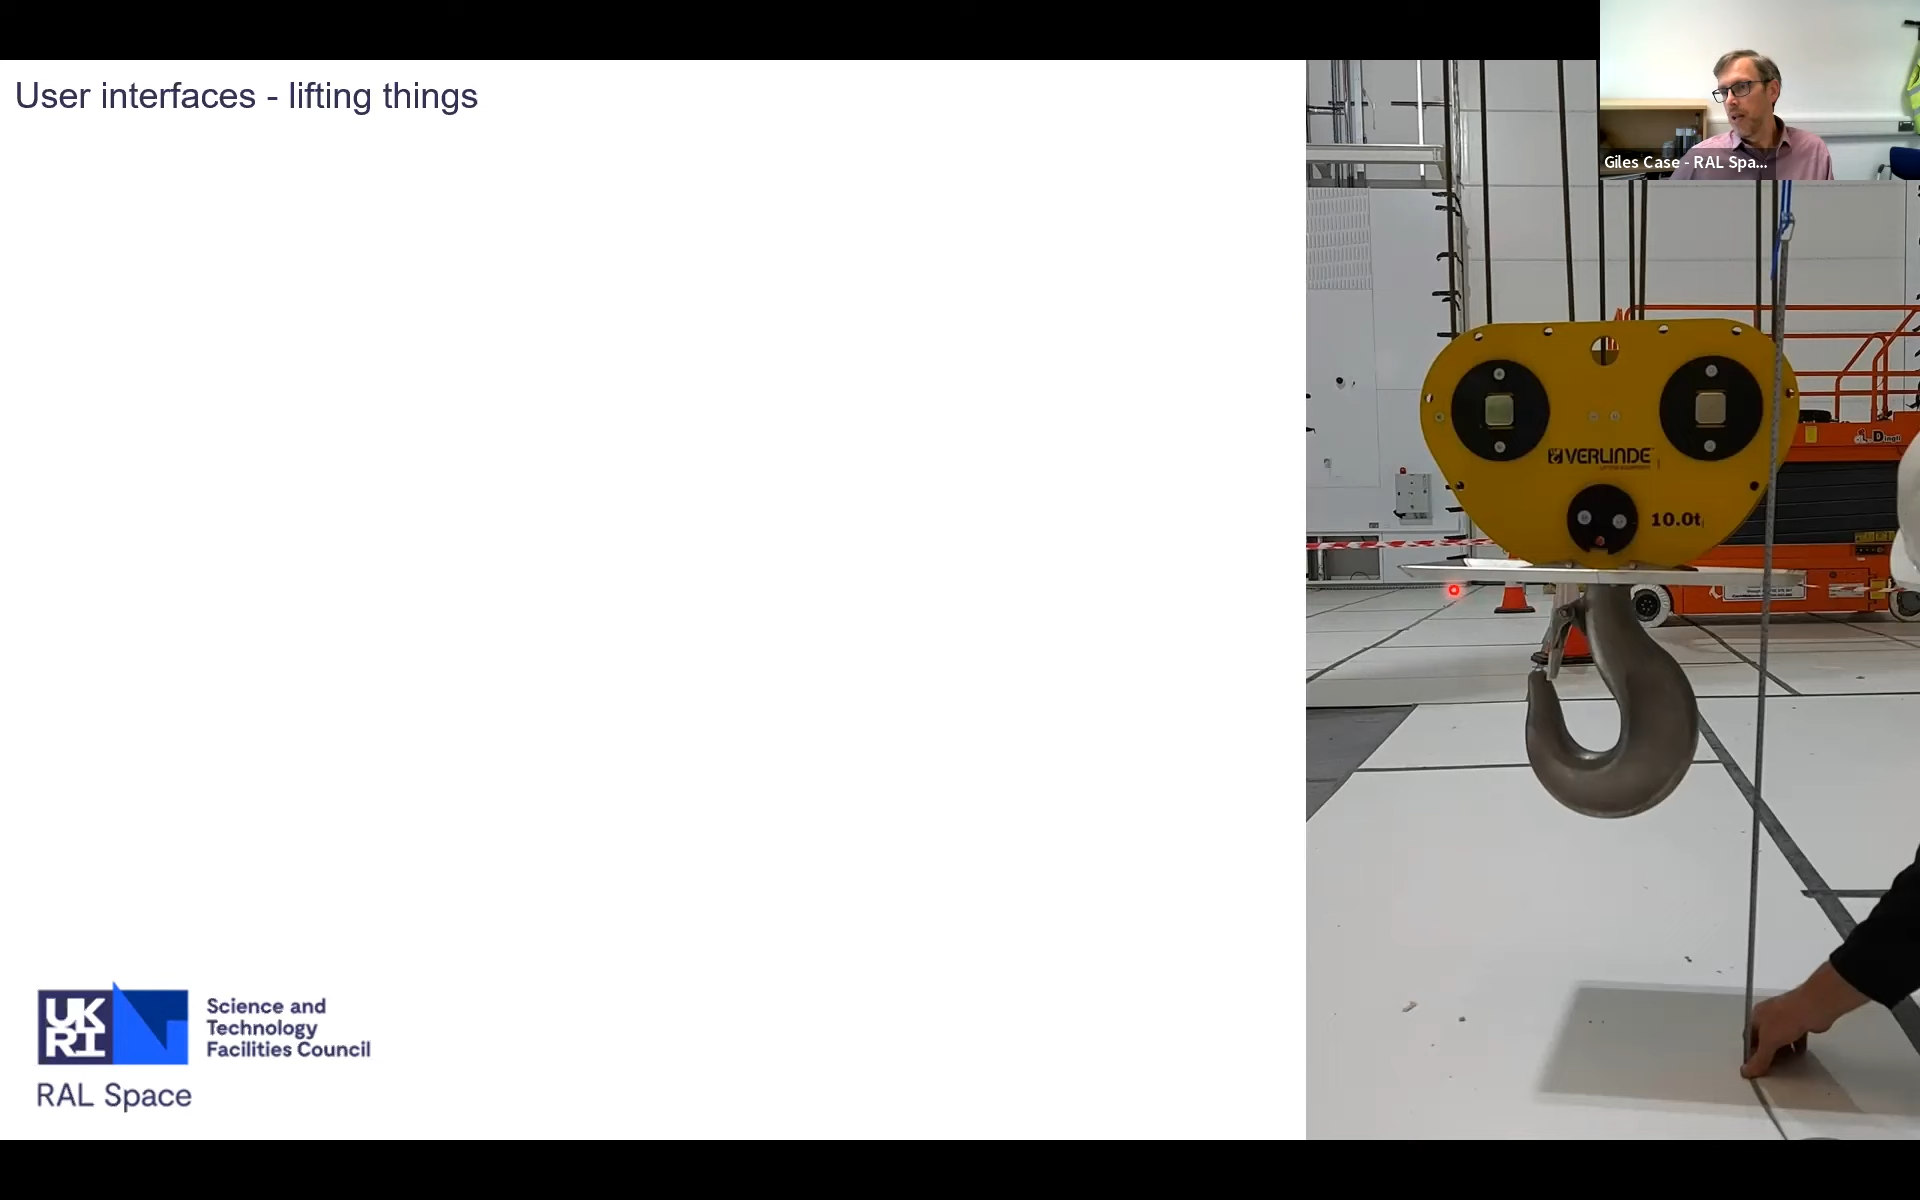 User interfaces - lifting things
Giles Case - RAL Spa...
VERLINDE
10.0t
UK
RI
Science and
Technology
Facilities Council
RAL Space